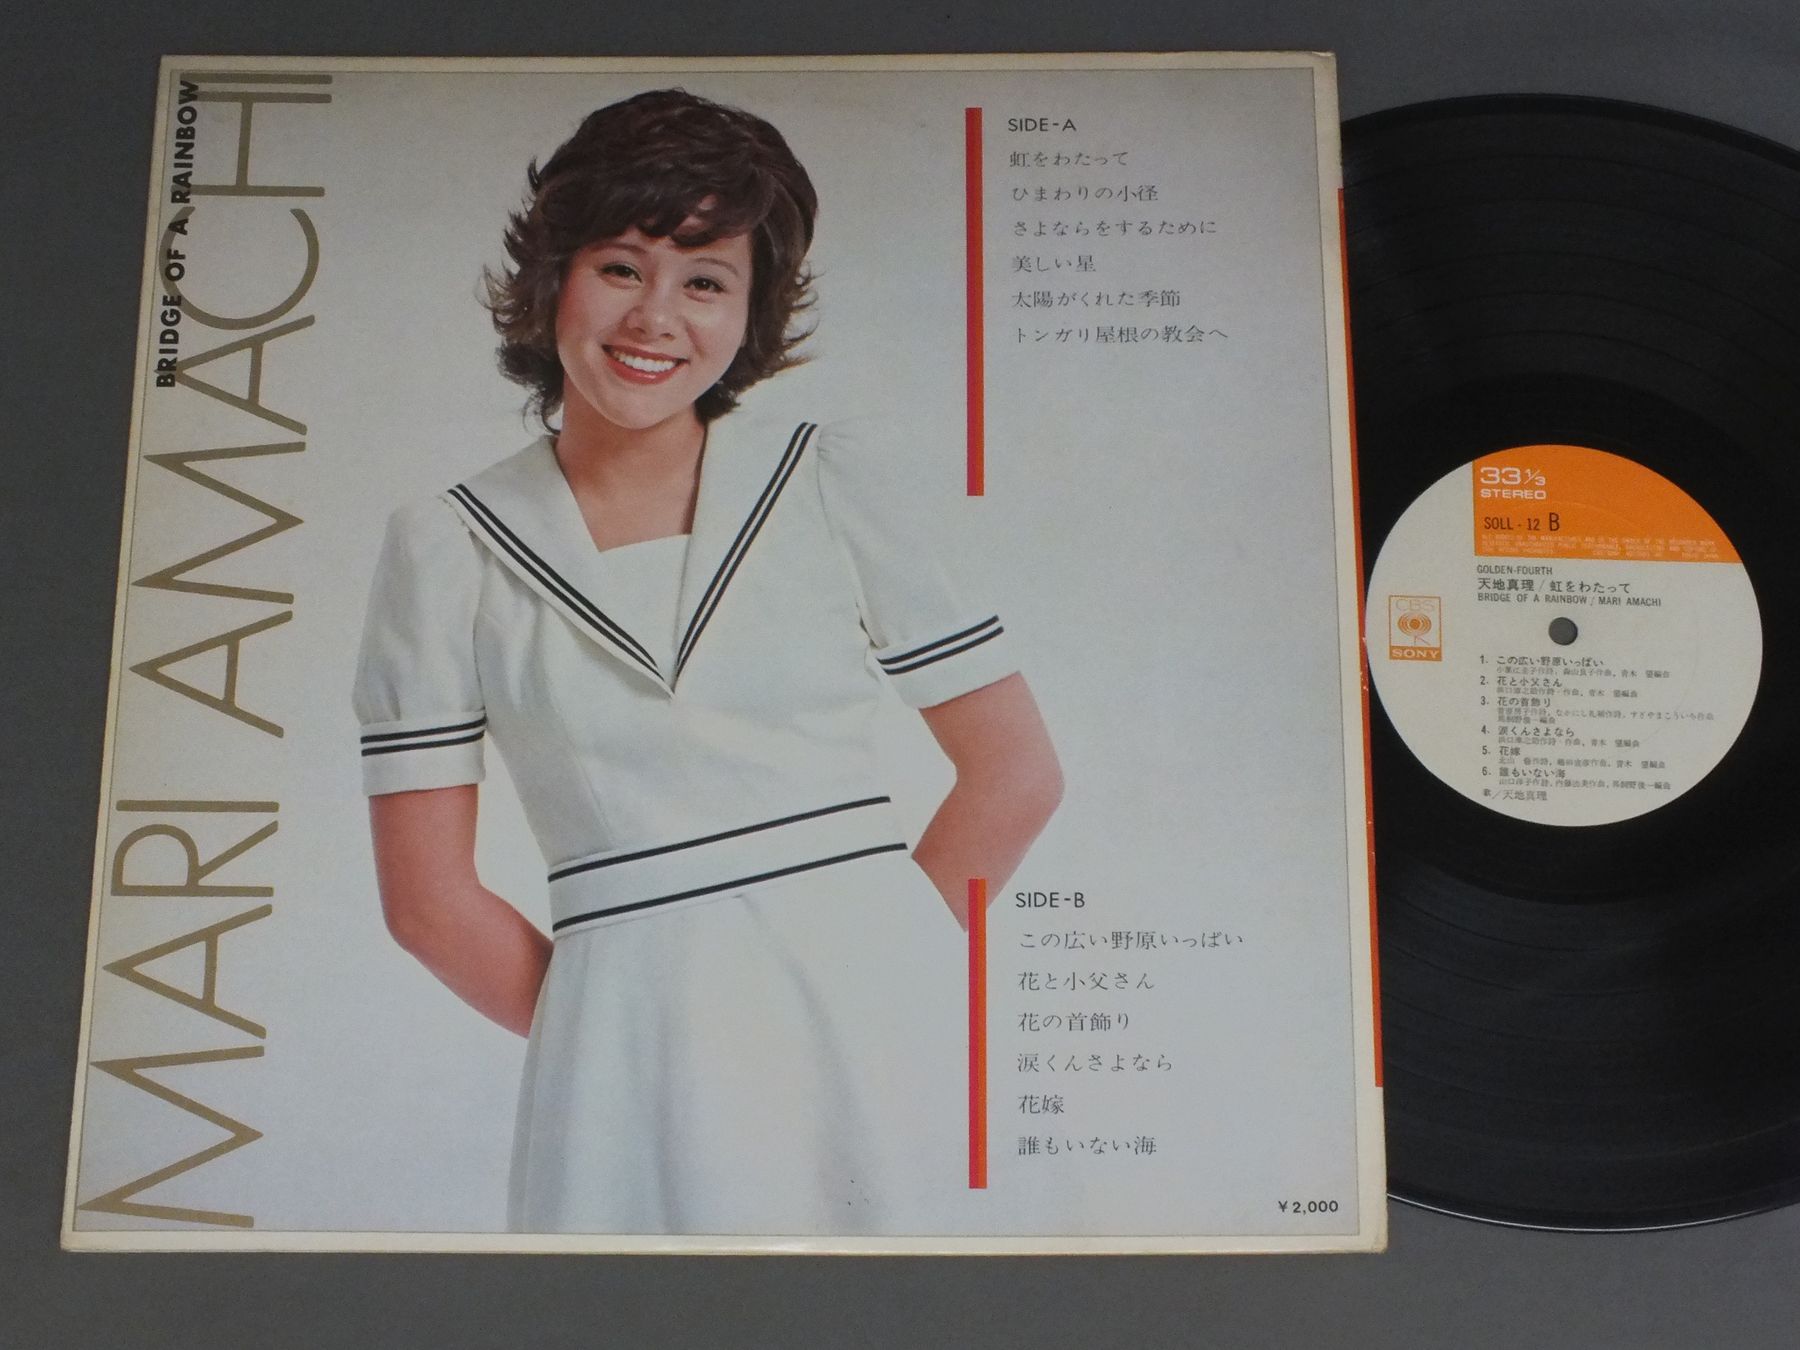 MARI AMACHI
BRIDGE OF A RAINBOW
SIDE-A
虹をわたって
ひまわりの小径
さよならをするために
美しい星
太陽がくれた季節
トンガリ屋根の教会へ
SIDE-B
この広い野原いっぱい
花と小父さん
花の首飾り
涙くんさよなら
花嫁
誰もいない海
¥2,000
33 1/3
STEREO
SOLL-12 B
GOLDEN-FOURTH
天地真理/虹をわたって
BRIDGE OF A RAINBOW / MARI AMACHI
CBS
SONY
1. この広い野原いっぱい
2. 花と小父さん
3. 花の首飾り
4. 涙くんさよなら
5. 花嫁
6. 誰もいない海
歌/天地真理